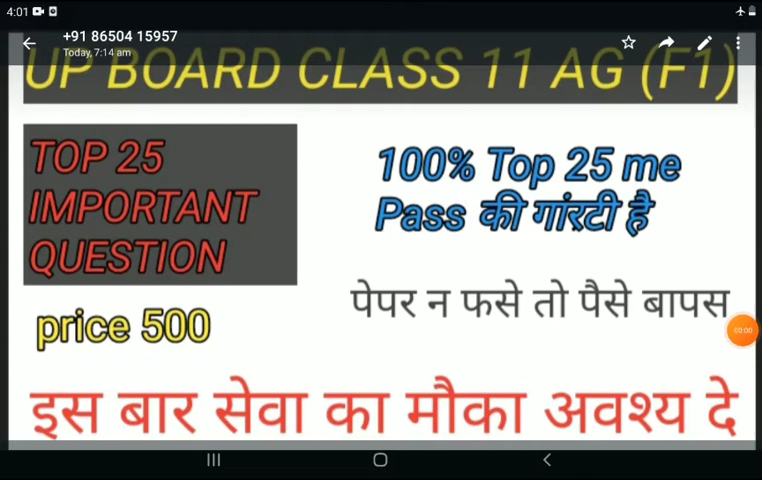 4:01
+91 86504 15957
Today, 7:14 am
UP BOARD CLASS 11 AG (F1)
TOP 25
IMPORTANT
QUESTION
100% Top 25 me
Pass की गांरटी है
पेपर न फसे तो पैसे बापस
price 500
00:00
इस बार सेवा का मौका अवश्य दे